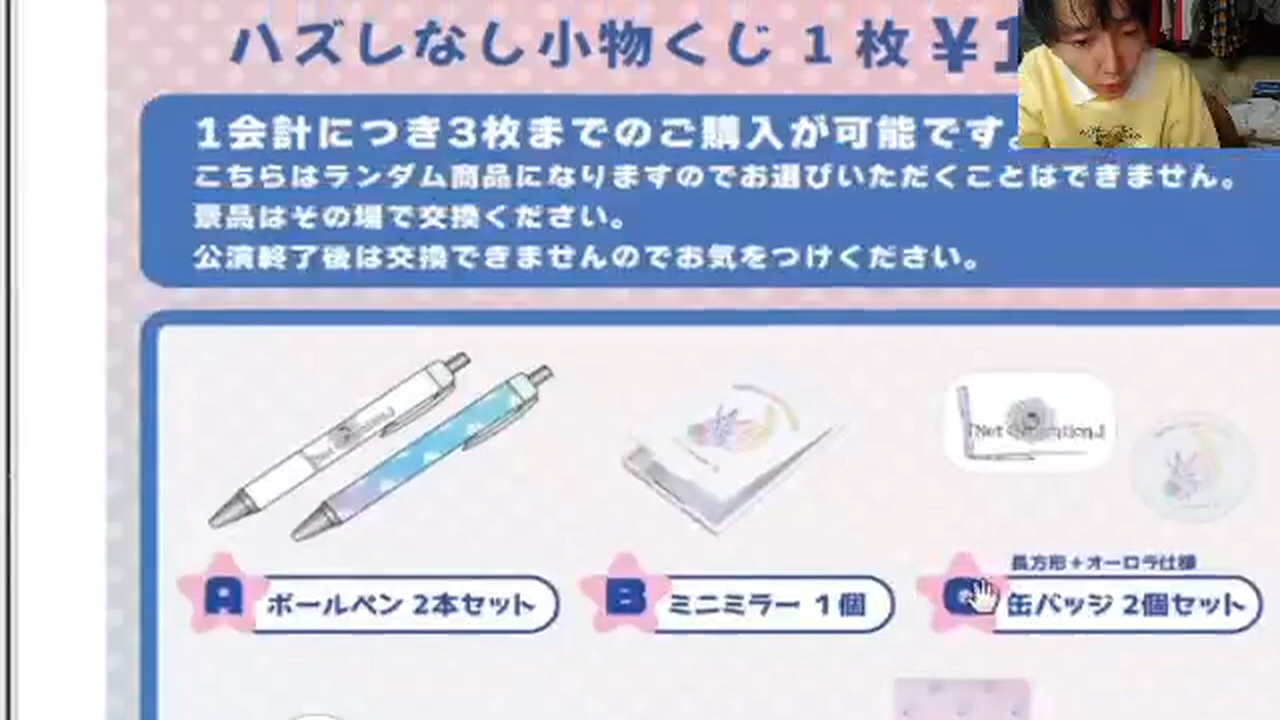 ハズレなし小物くじ 1 枚 ¥1
1会計につき3枚までのご購入が可能です。
こちらはランダム商品になりますのでお選びいただくことはできません。
景品はその場で交換ください。
公演終了後は交換できませんのでお気をつけください。
長方形+オーロラ仕様
A ボールペン 2本セット
B ミニミラー 1個
C 缶バッジ 2個セット